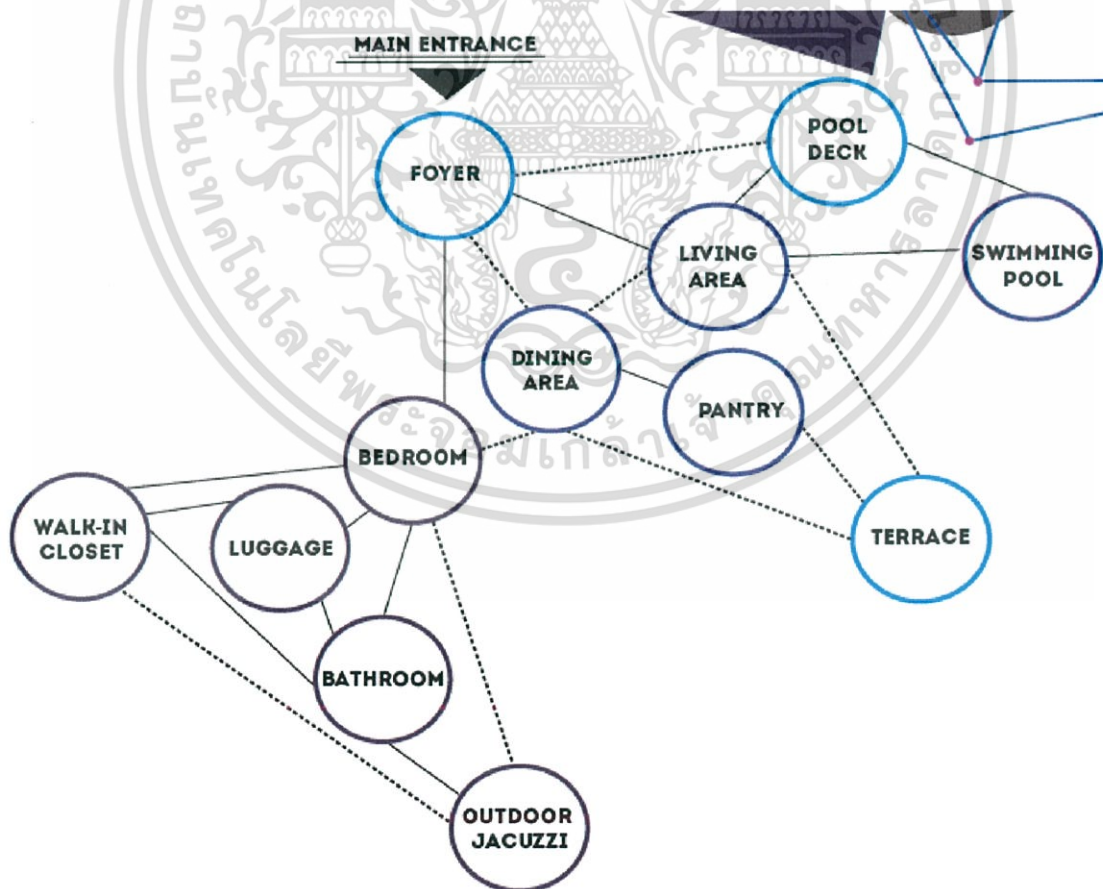 MAIN ENTRANCE
FOYER
POOL
DECK
LIVING
AREA
SWIMMING
POOL
DINING
AREA
PANTRY
BEDROOM
WALK-IN
CLOSET
LUGGAGE
TERRACE
BATHROOM
OUTDOOR
JACUZZI